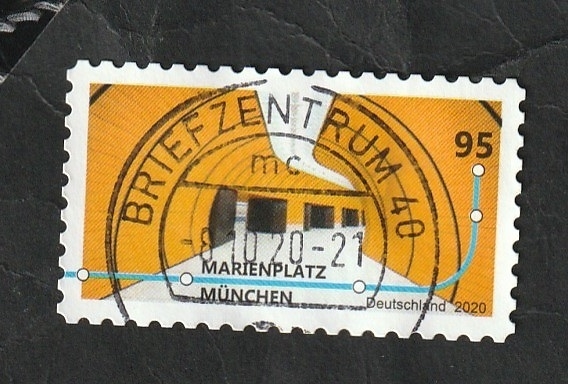 BRIEFZENTRUM 40
mc
95
-8.10.20-21
MARIENPLATZ
MÜNCHEN
Deutschland 2020